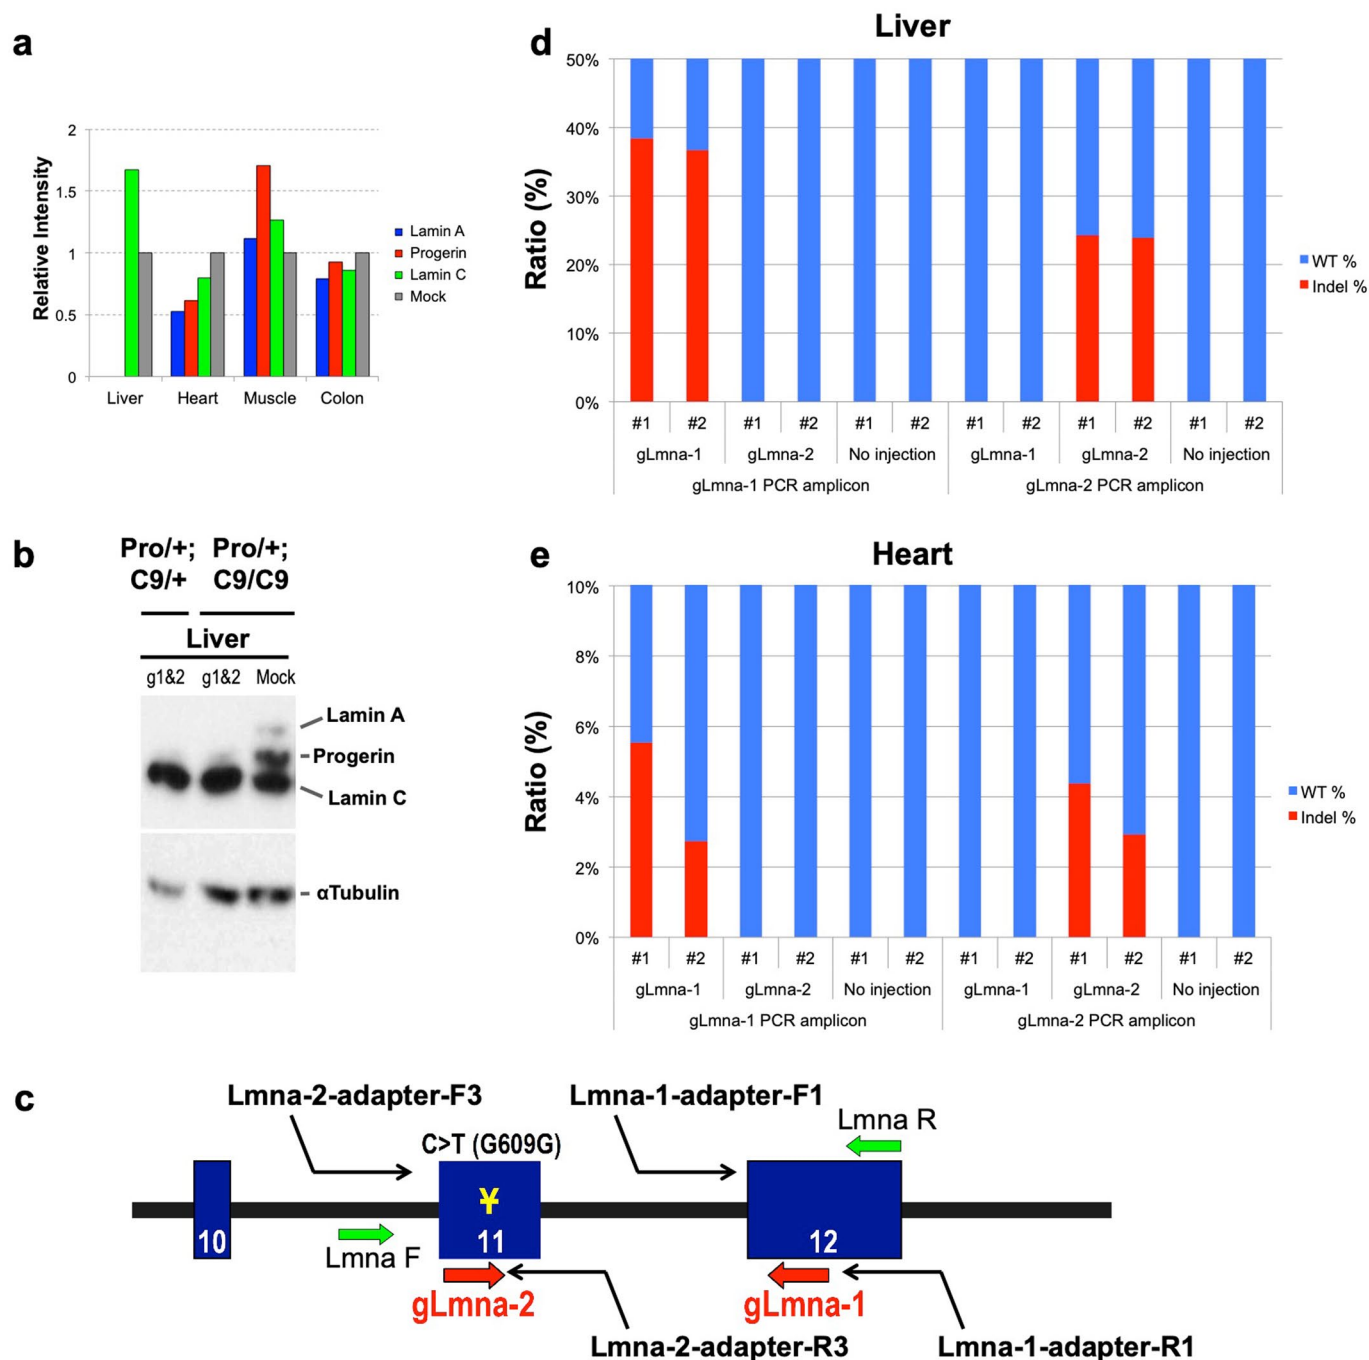 a
Relative Intensity
2
1.5
1
0.5
0
Liver Heart Muscle Colon
Lamin A
Progerin
Lamin C
Mock
d
Liver
Ratio (%)
50%
40%
30%
20%
10%
0%
#1 #2 #1 #2 #1 #2 #1 #2 #1 #2 #1 #2
gLmna-1 gLmna-2 No injection gLmna-1 gLmna-2 No injection
gLmna-1 PCR amplicon gLmna-2 PCR amplicon
WT %
Indel %
b
Pro/+; Pro/+;
C9/+ C9/C9
Liver
g1&2 g1&2 Mock
Lamin A
Progerin
Lamin C
αTubulin
e
Heart
Ratio (%)
10%
8%
6%
4%
2%
0%
#1 #2 #1 #2 #1 #2 #1 #2 #1 #2 #1 #2
gLmna-1 gLmna-2 No injection gLmna-1 gLmna-2 No injection
gLmna-1 PCR amplicon gLmna-2 PCR amplicon
WT %
Indel %
c
Lmna-2-adapter-F3 Lmna-1-adapter-F1
C>T (G609G) Lmna R
¥
10 11 12
Lmna F
gLmna-2 gLmna-1
Lmna-2-adapter-R3 Lmna-1-adapter-R1